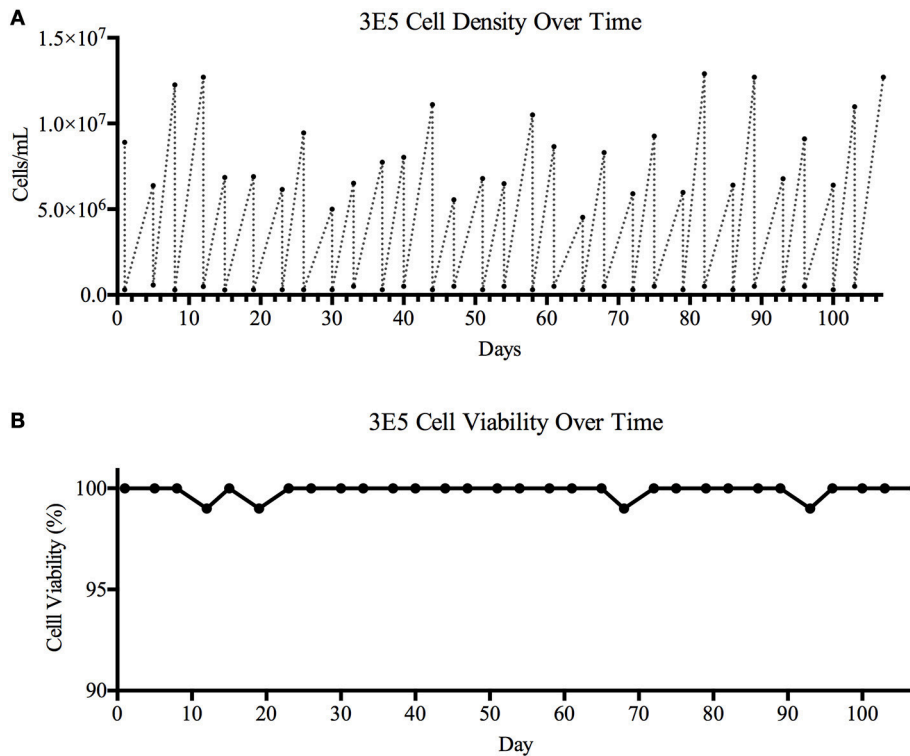 A
3E5 Cell Density Over Time
1.5×10⁷
1.0×10⁷
5.0×10⁶
0.0
Cells/mL
0 10 20 30 40 50 60 70 80 90 100
Days
B
3E5 Cell Viability Over Time
100
95
90
Celll Viability (%)
0 10 20 30 40 50 60 70 80 90 100
Day